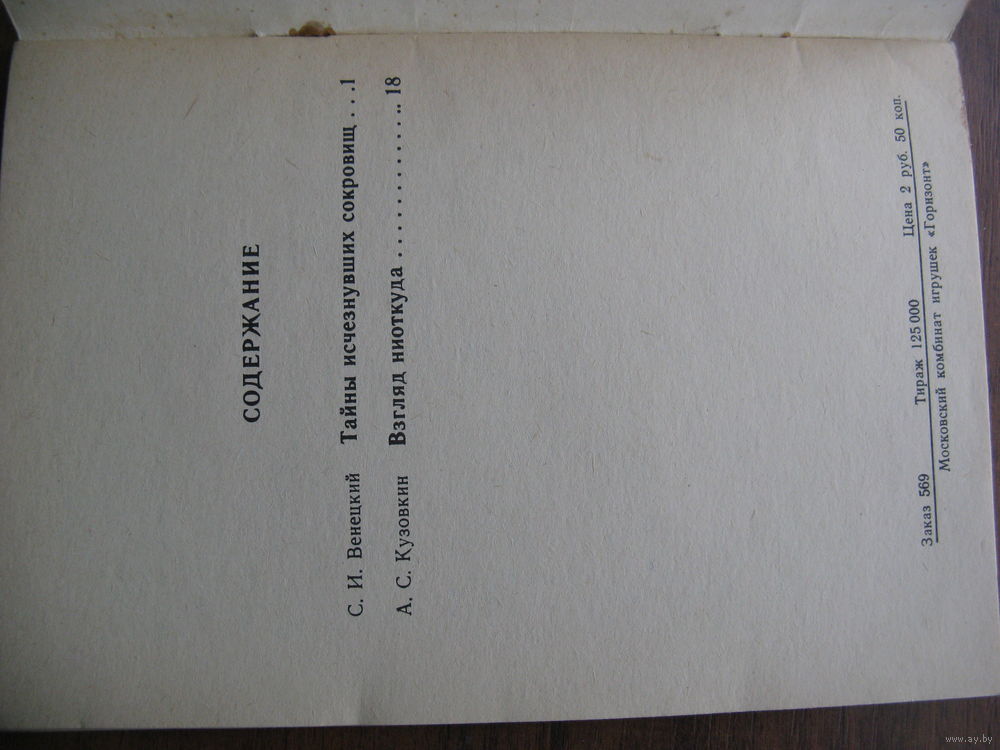 СОДЕРЖАНИЕ
С. И. Венецкий Тайны исчезнувших сокровищ . . .1
А. С. Кузовкин Взгляд ниоткуда . . . . . . . . . . . . . .. 18
Заказ 569 Тираж 125 000 Цена 2 руб. 50 коп.
Московский комбинат игрушек «Горизонт»
www.ay.by